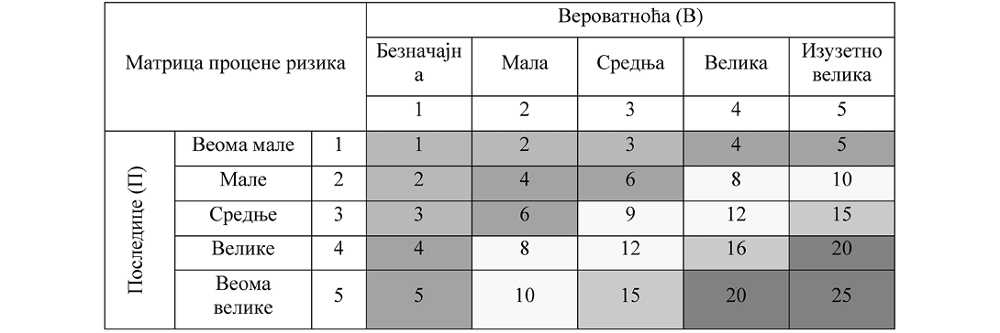 Матрица процене ризика
Вероватноћа (В)
Безначајн
а
Мала
Средња
Велика
Изузетно
велика
1 2 3 4 5
Последице (П)
Веома мале 1 1 2 3 4 5
Мале 2 2 4 6 8 10
Средње 3 3 6 9 12 15
Велике 4 4 8 12 16 20
Веома
велике
5 5 10 15 20 25